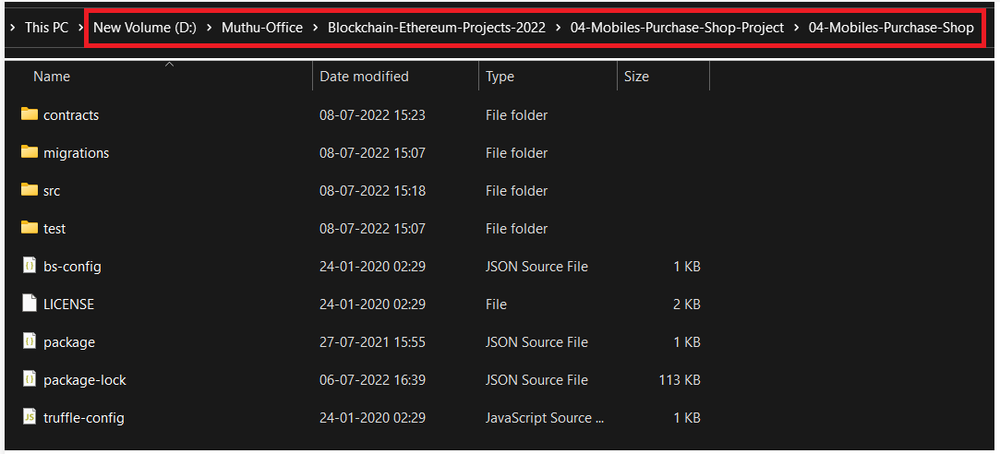 This PC > New Volume (D:) > Muthu-Office > Blockchain-Ethereum-Projects-2022 > 04-Mobiles-Purchase-Shop-Project > 04-Mobiles-Purchase-Shop
Name Date modified Type Size
contracts 08-07-2022 15:23 File folder
migrations 08-07-2022 15:07 File folder
src 08-07-2022 15:18 File folder
test 08-07-2022 15:07 File folder
bs-config 24-01-2020 02:29 JSON Source File 1 KB
LICENSE 24-01-2020 02:29 File 2 KB
package 27-07-2021 15:55 JSON Source File 1 KB
package-lock 06-07-2022 16:39 JSON Source File 113 KB
truffle-config 24-01-2020 02:29 JavaScript Source ... 1 KB